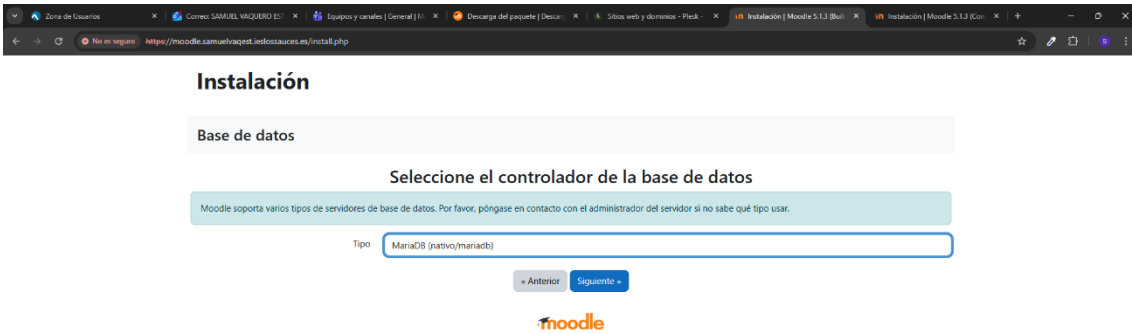 Zona de Usuarios
Correo: SAMUEL VAQUERO EST
Equipos y canales | General | M
Descarga del paquete | Descarg
Sitios web y dominios - Plesk -
Instalación | Moodle 5.1.3 (Buil
Instalación | Moodle 5.1.3 (Con
No es seguro https://moodle.samuelvaqest.ieslossauces.es/install.php
S
Instalación
Base de datos
Seleccione el controlador de la base de datos
Moodle soporta varios tipos de servidores de base de datos. Por favor, póngase en contacto con el administrador del servidor si no sabe qué tipo usar.
Tipo MariaDB (nativo/mariadb)
« Anterior Siguiente »
moodle